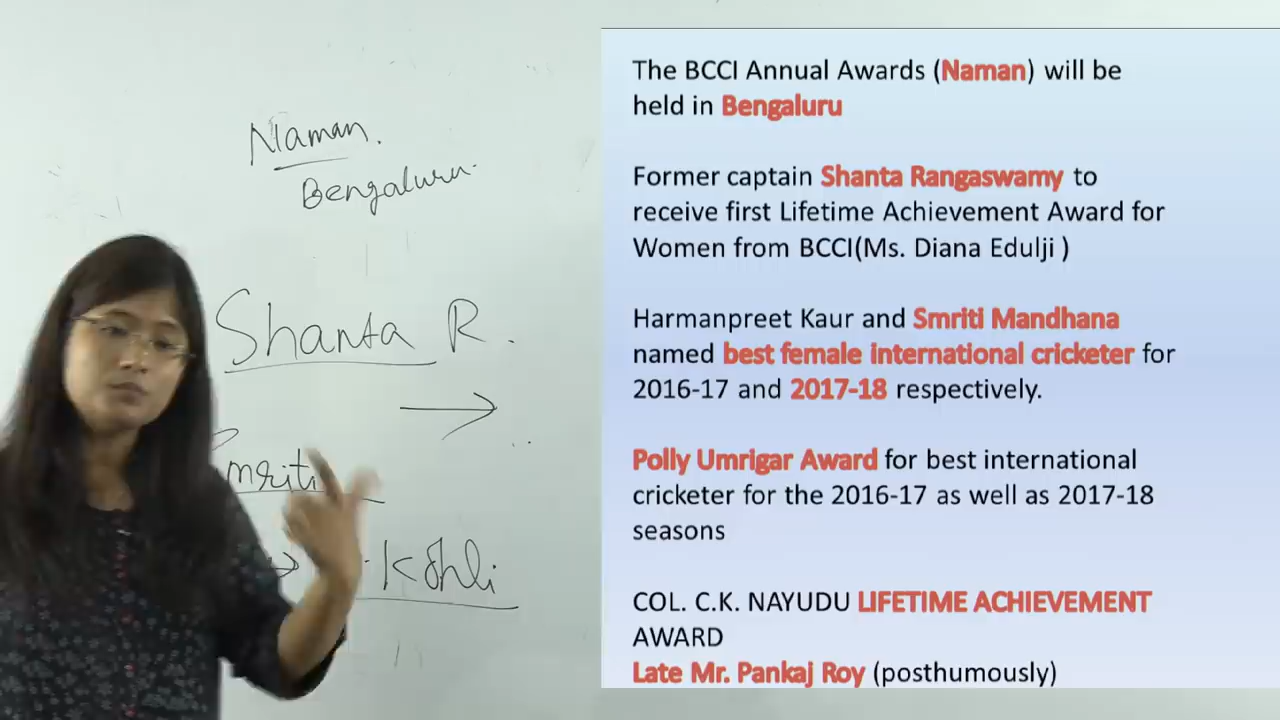 Naman.
Bengaluru.
Shanta R.
Smriti
Kohli
The BCCI Annual Awards (Naman) will be
held in Bengaluru
Former captain Shanta Rangaswamy to
receive first Lifetime Achievement Award for
Women from BCCI(Ms. Diana Edulji )
Harmanpreet Kaur and Smriti Mandhana
named best female international cricketer for
2016-17 and 2017-18 respectively.
Polly Umrigar Award for best international
cricketer for the 2016-17 as well as 2017-18
seasons
COL. C.K. NAYUDU LIFETIME ACHIEVEMENT
AWARD
Late Mr. Pankaj Roy (posthumously)